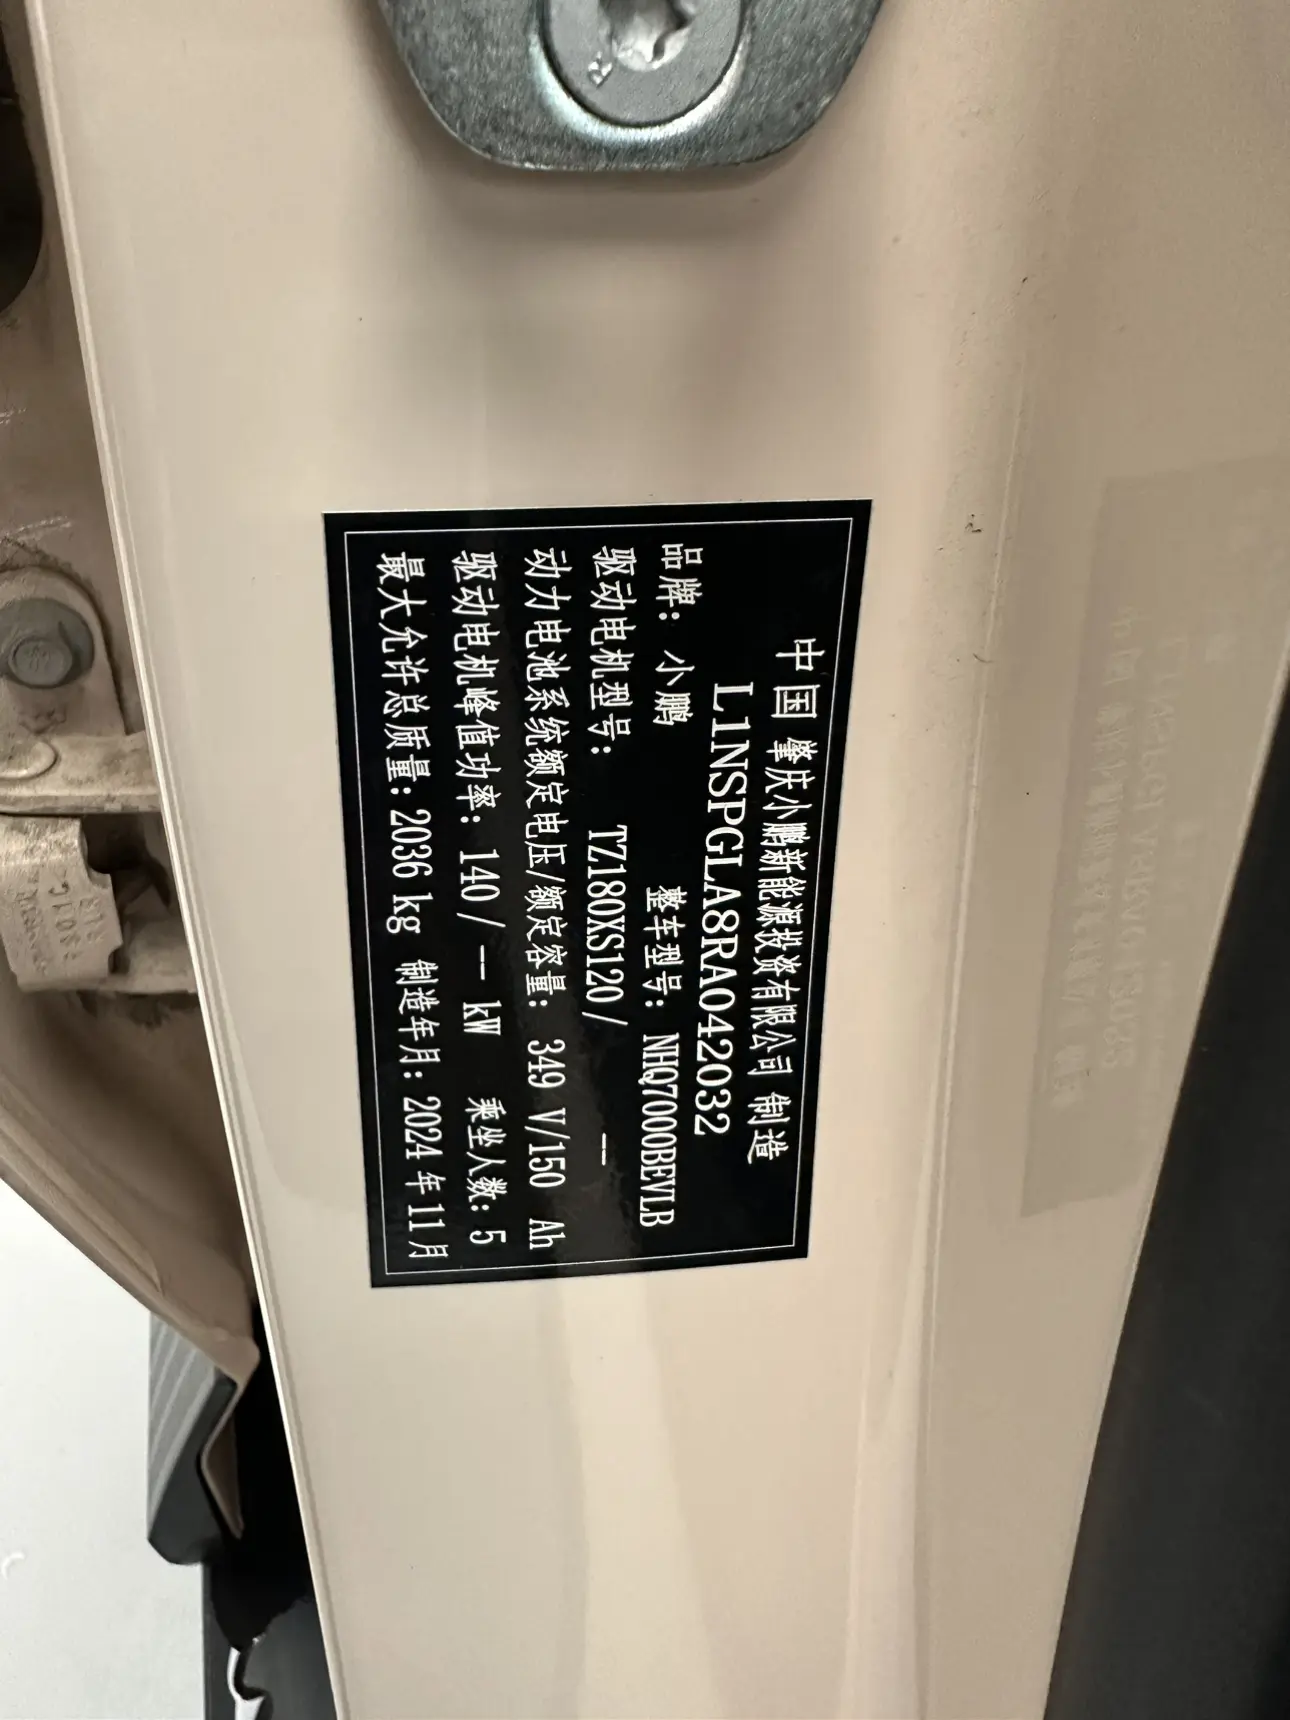 中国 肇庆小鹏新能源投资有限公司 制造
L1NSPGLA8RA042032
品牌: 小鹏 整车型号: NHQ7000BEVLB
驱动电机型号: TZ180XS120/ --
动力电池系统额定电压/额定容量: 349 V/150 Ah
驱动电机峰值功率: 140 / -- kW 乘坐人数: 5
最大允许总质量: 2036 kg 制造年月: 2024 年 11 月